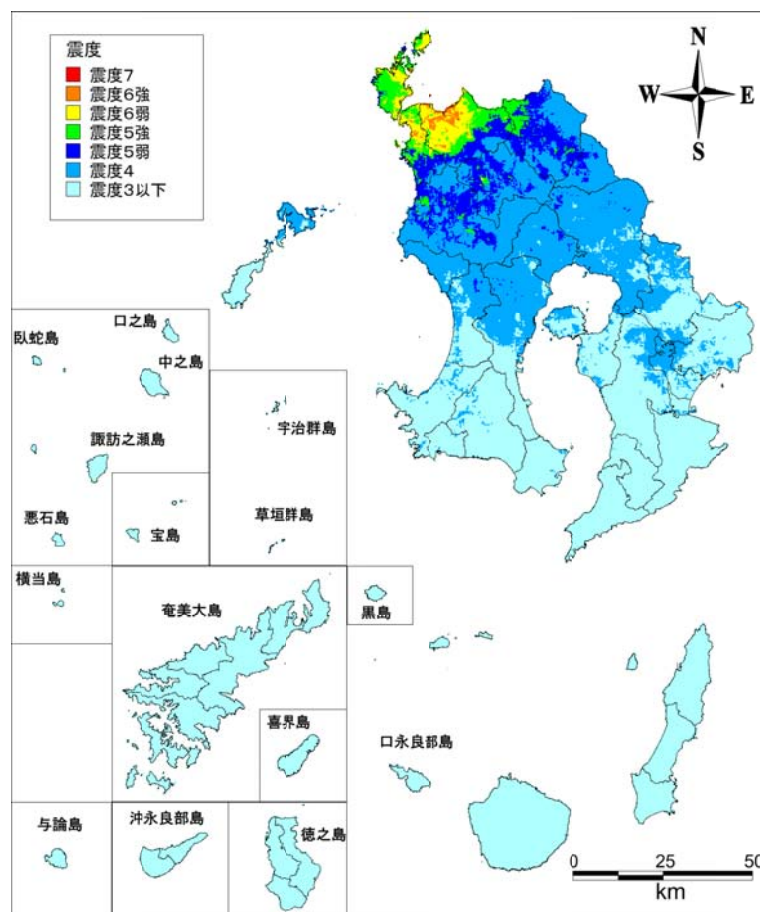 震度
震度7
震度6強
震度6弱
震度5強
震度5弱
震度4
震度3以下
N
W E
S
口之島
臥蛇島
中之島
宇治群島
諏訪之瀬島
悪石島
宝島
草垣群島
横当島
奄美大島
黒島
喜界島
口永良部島
与論島
沖永良部島
徳之島
0 25 50
km